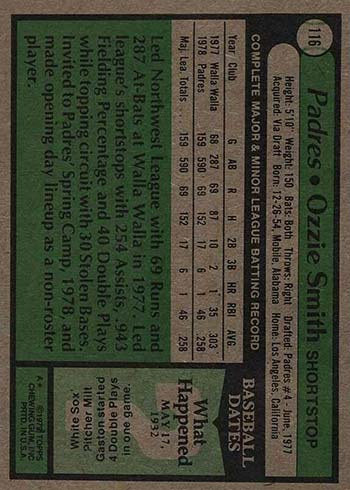 116
Padres • Ozzie Smith SHORTSTOP
Height: 5'10" Weight: 150 Bats: Both Throws: Right Drafted: Padres #4 - June, 1977
Acquired: Via Draft Born: 12-26-54, Mobile, Alabama Home: Los Angeles, California
COMPLETE MAJOR & MINOR LEAGUE BATTING RECORD
Year Club G AB R H 2B 3B HR RBI AVG.
1977 Walla Walla 68 287 69 87 10 2 1 35 303
1978 Padres 159 590 69 152 17 6 1 46 258
Maj. Lea. Totals 159 590 69 152 17 6 1 46 258
Led Northwest League with 69 Runs and
287 At-Bats at Walla Walla in 1977. Led
league's shortstops with 254 Assists, .943
Fielding Percentage and 40 Double Plays
while topping circuit with 30 Stolen Bases.
Invited to Padres' Spring Camp, 1978, and
made opening day lineup as a non-roster
player.
BASEBALL
DATES
What
Happened
MAY 17,
1932
White Sox'
Pitcher Milt
Gaston started
4 Double Plays
in one game
A* © 1979 TOPPS
CHEWING GUM, INC.
PRTD. IN U.S.A.